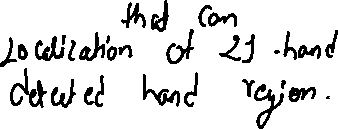 that can
Localization of 21 -hand
detected hand region.